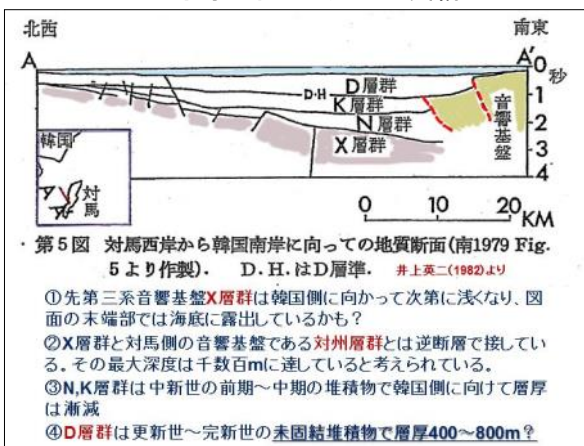 北西
南東
A
A′
0
秒
1
2
3
4
D層群
D・H
K層群
N層群
X層群
音響基盤
韓国
対馬
A
A′
0 10 20 KM
・第5図 対馬西岸から韓国南岸に向っての地質断面(南1979 Fig.
5より作製). D.H.はD層準. 井上英二(1982)より
①先第三系音響基盤X層群は韓国側に向かって次第に浅くなり、図
面の末端部では海底に露出しているかも?
②X層群と対馬側の音響基盤である対州層群とは逆断層で接してい
る。その最大深度は千数百mに達していると考えられている。
③N,K層群は中新世の前期~中期の堆積物で韓国側に向けて層厚
は漸減
④D層群は更新世~完新世の未固結堆積物で層厚400~800m?